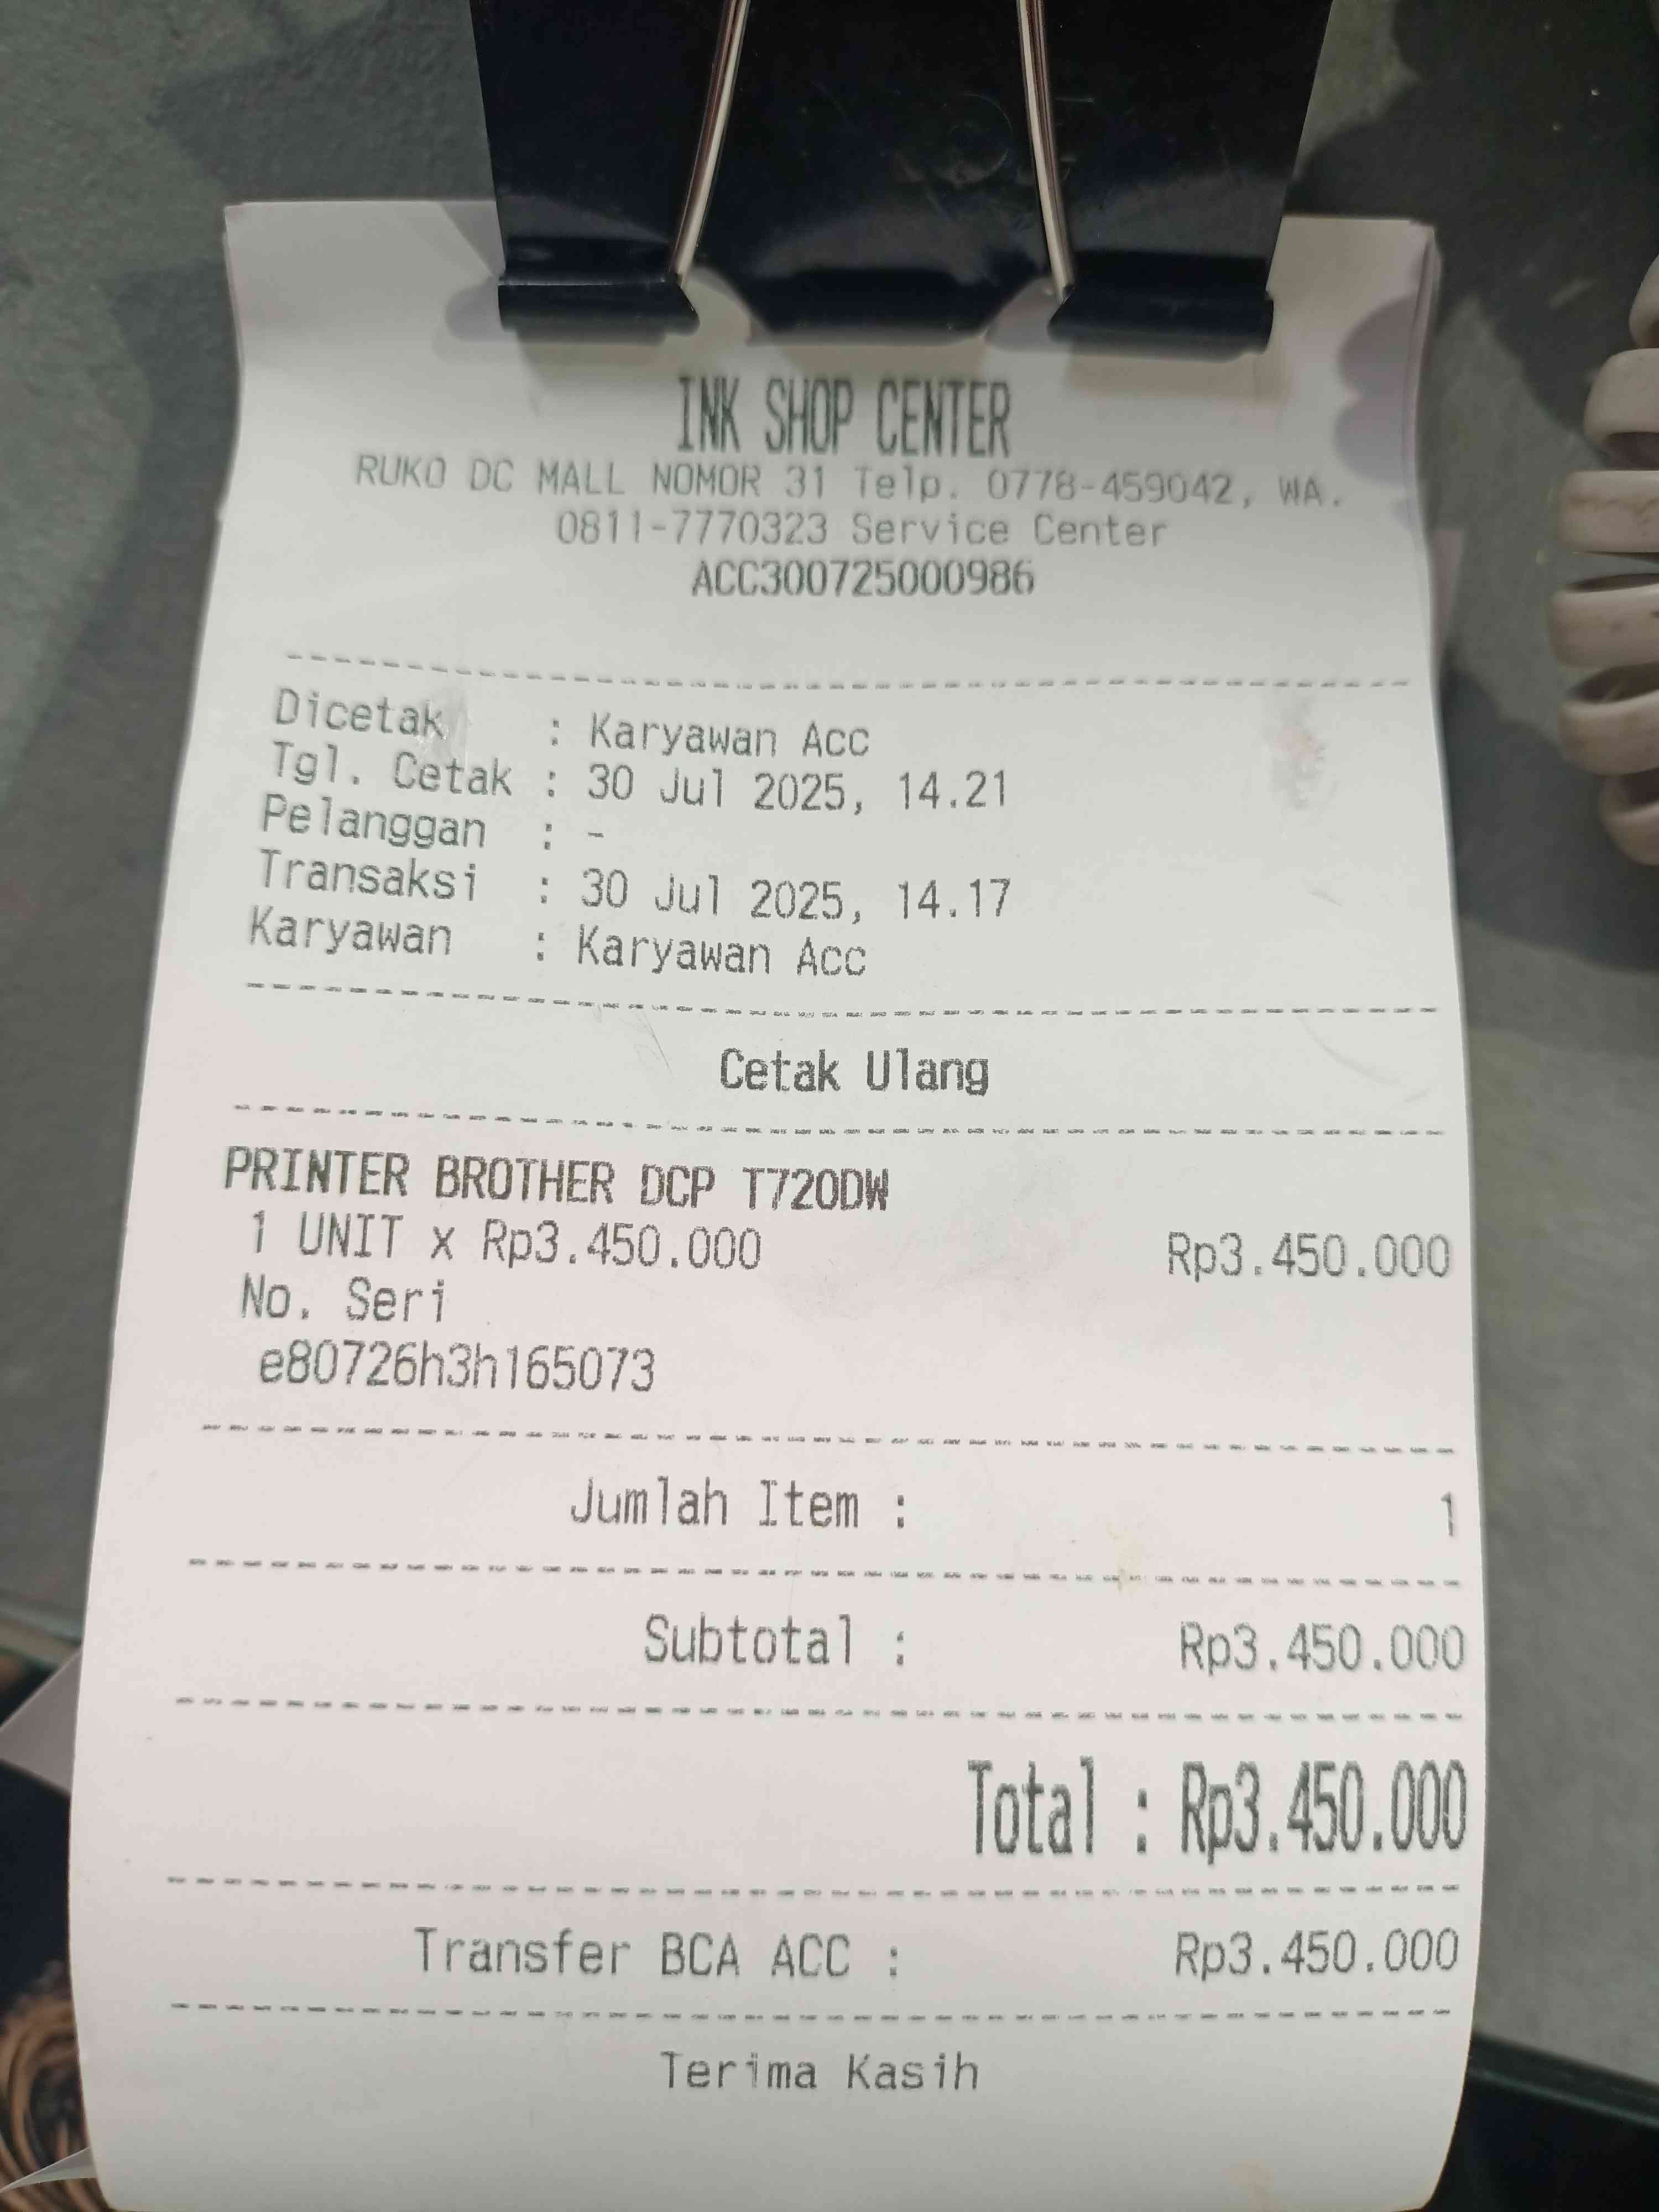 INK SHOP CENTER
RUKO DC MALL NOMOR 31 Telp. 0778-459042, WA.
0811-7770323 Service Center
ACC300725000986
Dicetak : Karyawan Acc
Tgl. Cetak : 30 Jul 2025, 14.21
Pelanggan : -
Transaksi : 30 Jul 2025, 14.17
Karyawan : Karyawan Acc
Cetak Ulang
PRINTER BROTHER DCP T720DW
1 UNIT x Rp3.450.000 Rp3.450.000
No. Seri
e80726h3h165073
Jumlah Item : 1
Subtotal : Rp3.450.000
Total : Rp3.450.000
Transfer BCA ACC : Rp3.450.000
Terima Kasih